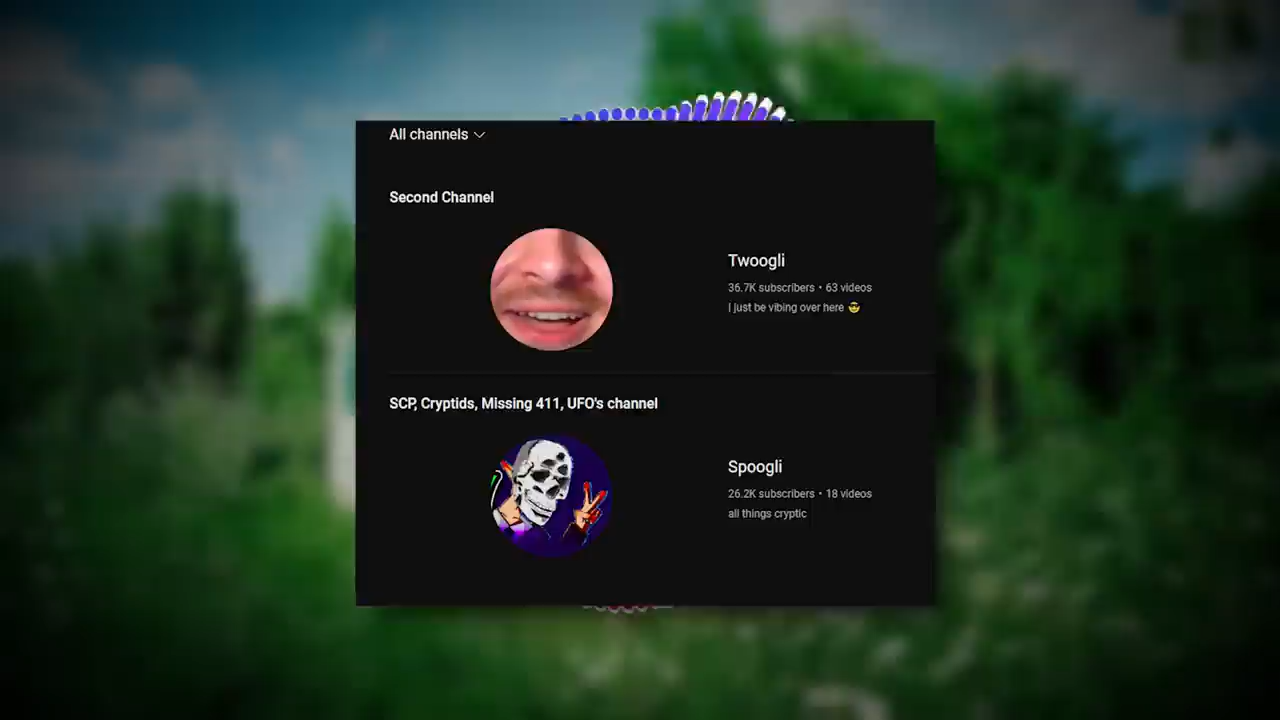 All channels
Second Channel
Twoogli
36.7K subscribers • 63 videos
I just be vibing over here 😎
SCP, Cryptids, Missing 411, UFO's channel
Spoogli
26.2K subscribers • 18 videos
all things cryptic